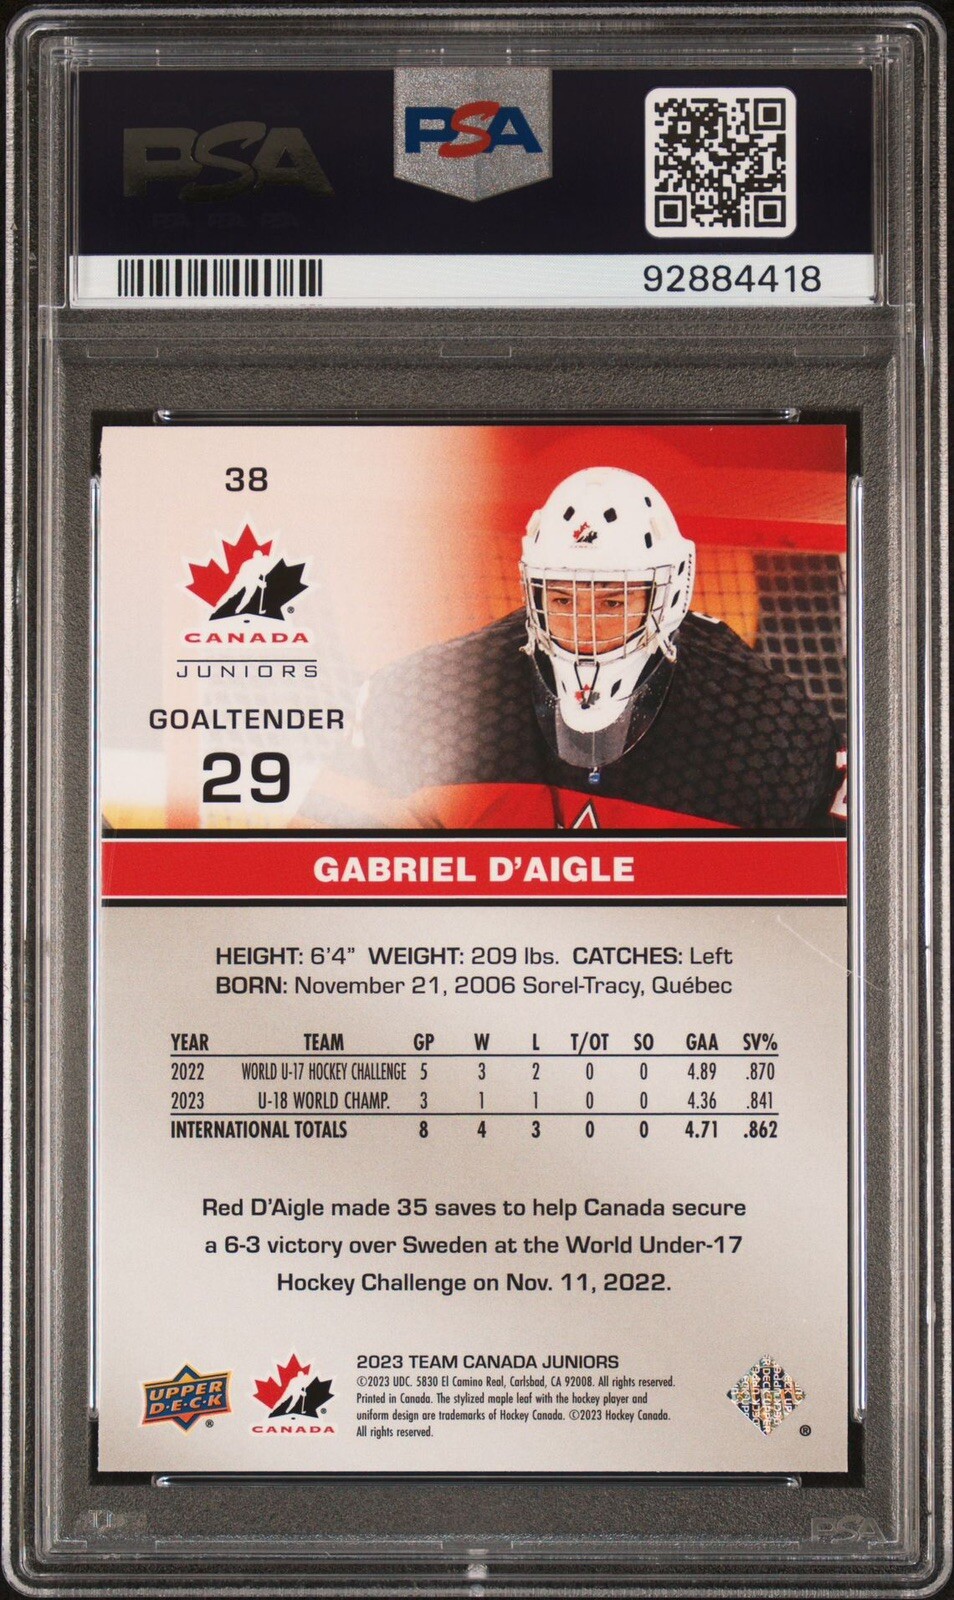 PSA
PSA
92884418
38
CANADA
JUNIORS
GOALTENDER
29
GABRIEL D'AIGLE
HEIGHT: 6'4" WEIGHT: 209 lbs. CATCHES: Left
BORN: November 21, 2006 Sorel-Tracy, Québec
YEAR TEAM GP W L T/OT SO GAA SV%
2022 WORLD U-17 HOCKEY CHALLENGE 5 3 2 0 0 4.89 .870
2023 U-18 WORLD CHAMP. 3 1 1 0 0 4.36 .841
INTERNATIONAL TOTALS 8 4 3 0 0 4.71 .862
Red D'Aigle made 35 saves to help Canada secure
a 6-3 victory over Sweden at the World Under-17
Hockey Challenge on Nov. 11, 2022.
UPPER
D·E·C·K
®
CANADA
2023 TEAM CANADA JUNIORS
©2023 UDC. 5830 El Camino Real, Carlsbad, CA 92008. All rights reserved.
Printed in Canada. The stylized maple leaf with the hockey player and
uniform design are trademarks of Hockey Canada. ©2023 Hockey Canada.
All rights reserved.
®
PSA